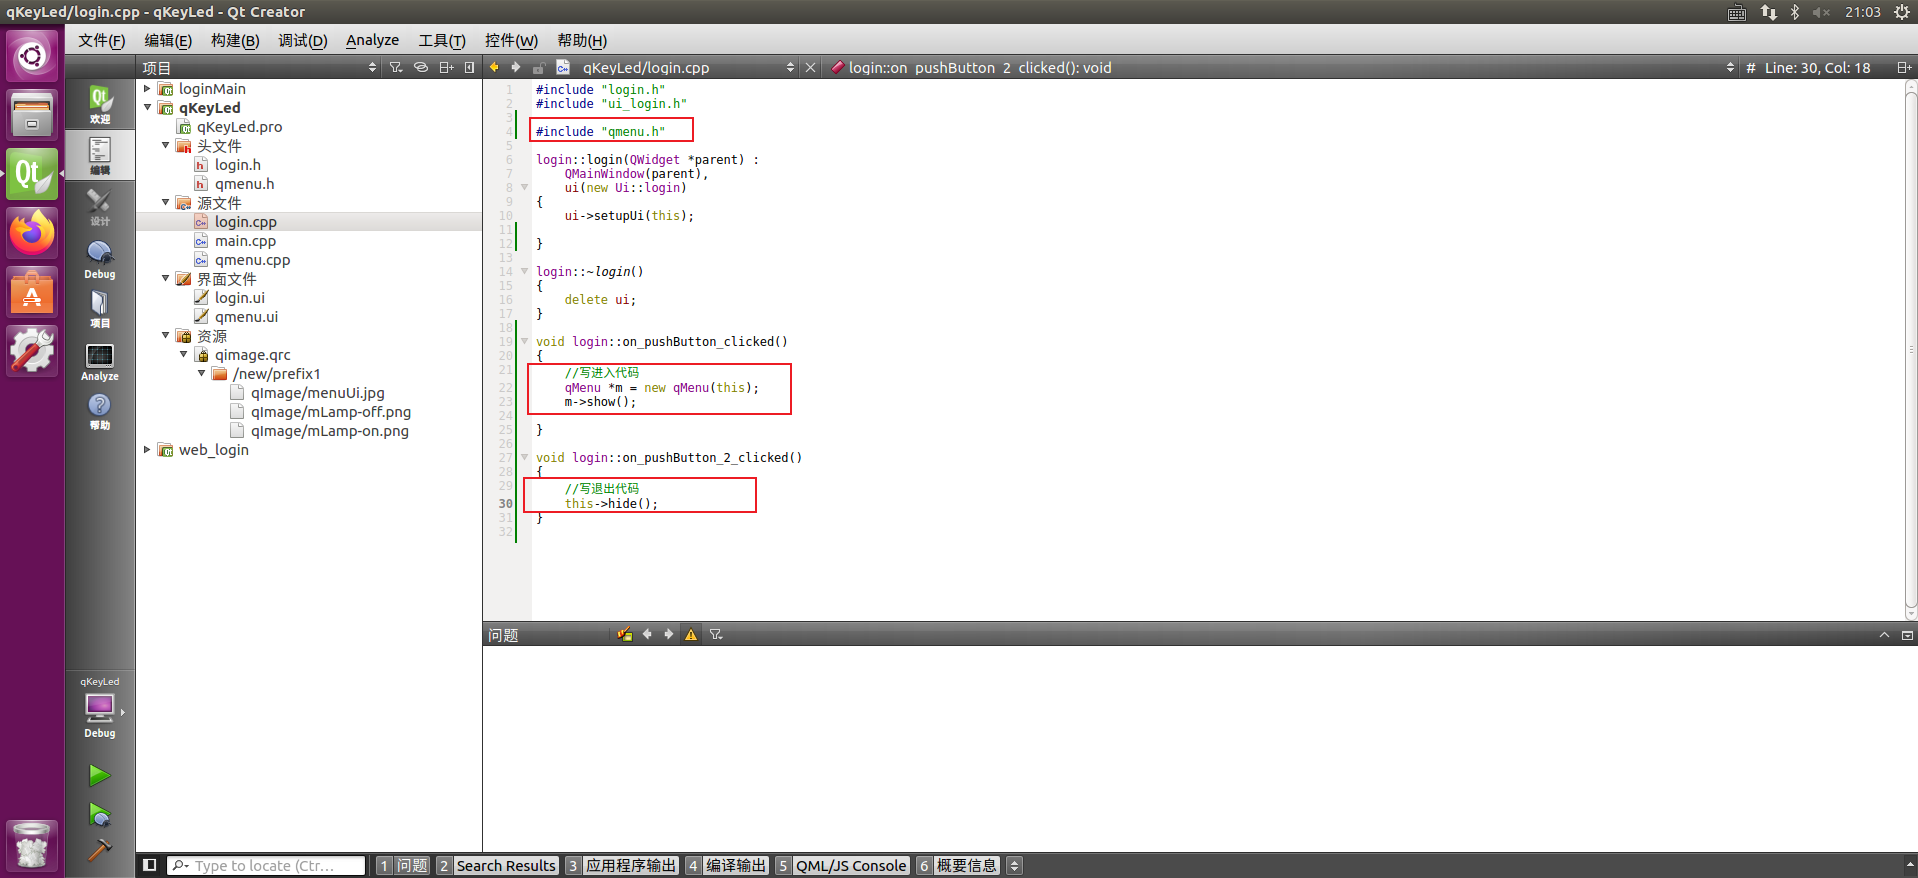 qKeyLed/login.cpp - qKeyLed - Qt Creator
21:03
文件(F) 编辑(E) 构建(B) 调试(D) Analyze 工具(T) 控件(W) 帮助(H)
项目
qKeyLed/login.cpp
login::on_pushButton_2_clicked(): void
# Line: 30, Col: 18
欢迎
编辑
设计
Debug
项目
Analyze
帮助
qKeyLed
Debug
loginMain
qKeyLed
qKeyLed.pro
头文件
login.h
qmenu.h
源文件
login.cpp
main.cpp
qmenu.cpp
界面文件
login.ui
qmenu.ui
资源
qimage.qrc
/new/prefix1
qImage/menuUi.jpg
qImage/mLamp-off.png
qImage/mLamp-on.png
web_login
1 #include "login.h"
2 #include "ui_login.h"
3
4 #include "qmenu.h"
5
6 login::login(QWidget *parent) :
7 QMainWindow(parent),
8 ui(new Ui::login)
9 {
10 ui->setupUi(this);
11
12 }
13
14 login::~login()
15 {
16 delete ui;
17 }
18
19 void login::on_pushButton_clicked()
20 {
21 //写进入代码
22 qMenu *m = new qMenu(this);
23 m->show();
24
25 }
26
27 void login::on_pushButton_2_clicked()
28 {
29 //写退出代码
30 this->hide();
31 }
32
问题
Type to locate (Ctr...
1 问题 2 Search Results 3 应用程序输出 4 编译输出 5 QML/JS Console 6 概要信息